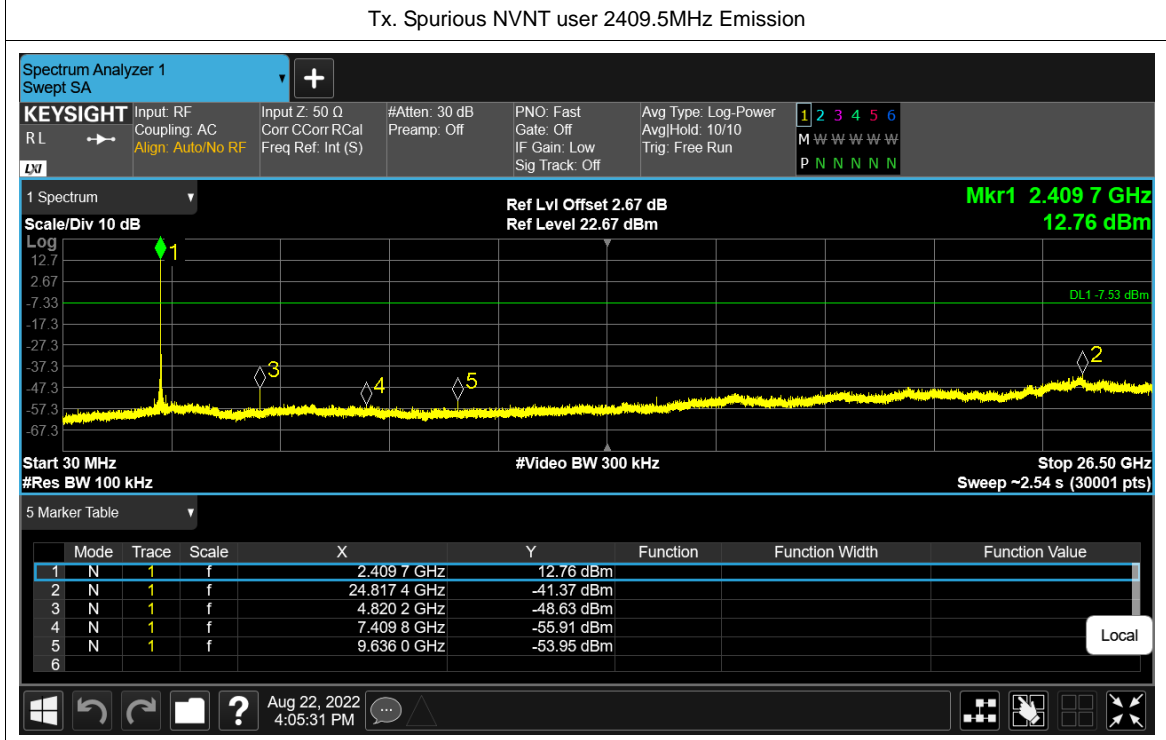 Tx. Spurious NVNT user 2409.5MHz Emission
Spectrum Analyzer 1
Swept SA
KEYSIGHT Input: RF Input Z: 50 Ω #Atten: 30 dB PNO: Fast Avg Type: Log-Power 1 2 3 4 5 6
RL Coupling: AC Corr CCorr RCal Preamp: Off Gate: Off Avg|Hold: 10/10 M W W W W W
Align: Auto/No RF Freq Ref: Int (S) IF Gain: Low Trig: Free Run
LXI Sig Track: Off P N N N N N
1 Spectrum Ref Lvl Offset 2.67 dB Mkr1 2.409 7 GHz
Scale/Div 10 dB Ref Level 22.67 dBm 12.76 dBm
Log
1
12.7
2.67
-7.33 DL1 -7.53 dBm
-17.3
-27.3
2
-37.3
3
4 5
-47.3
-57.3
-67.3
Start 30 MHz #Video BW 300 kHz Stop 26.50 GHz
#Res BW 100 kHz Sweep ~2.54 s (30001 pts)
5 Marker Table
Mode Trace Scale X Y Function Function Width Function Value
1 N 1 f 2.409 7 GHz 12.76 dBm
2 N 1 f 24.817 4 GHz -41.37 dBm
3 N 1 f 4.820 2 GHz -48.63 dBm
4 N 1 f 7.409 8 GHz -55.91 dBm
5 N 1 f 9.636 0 GHz -53.95 dBm
6
Local
? Aug 22, 2022
4:05:31 PM